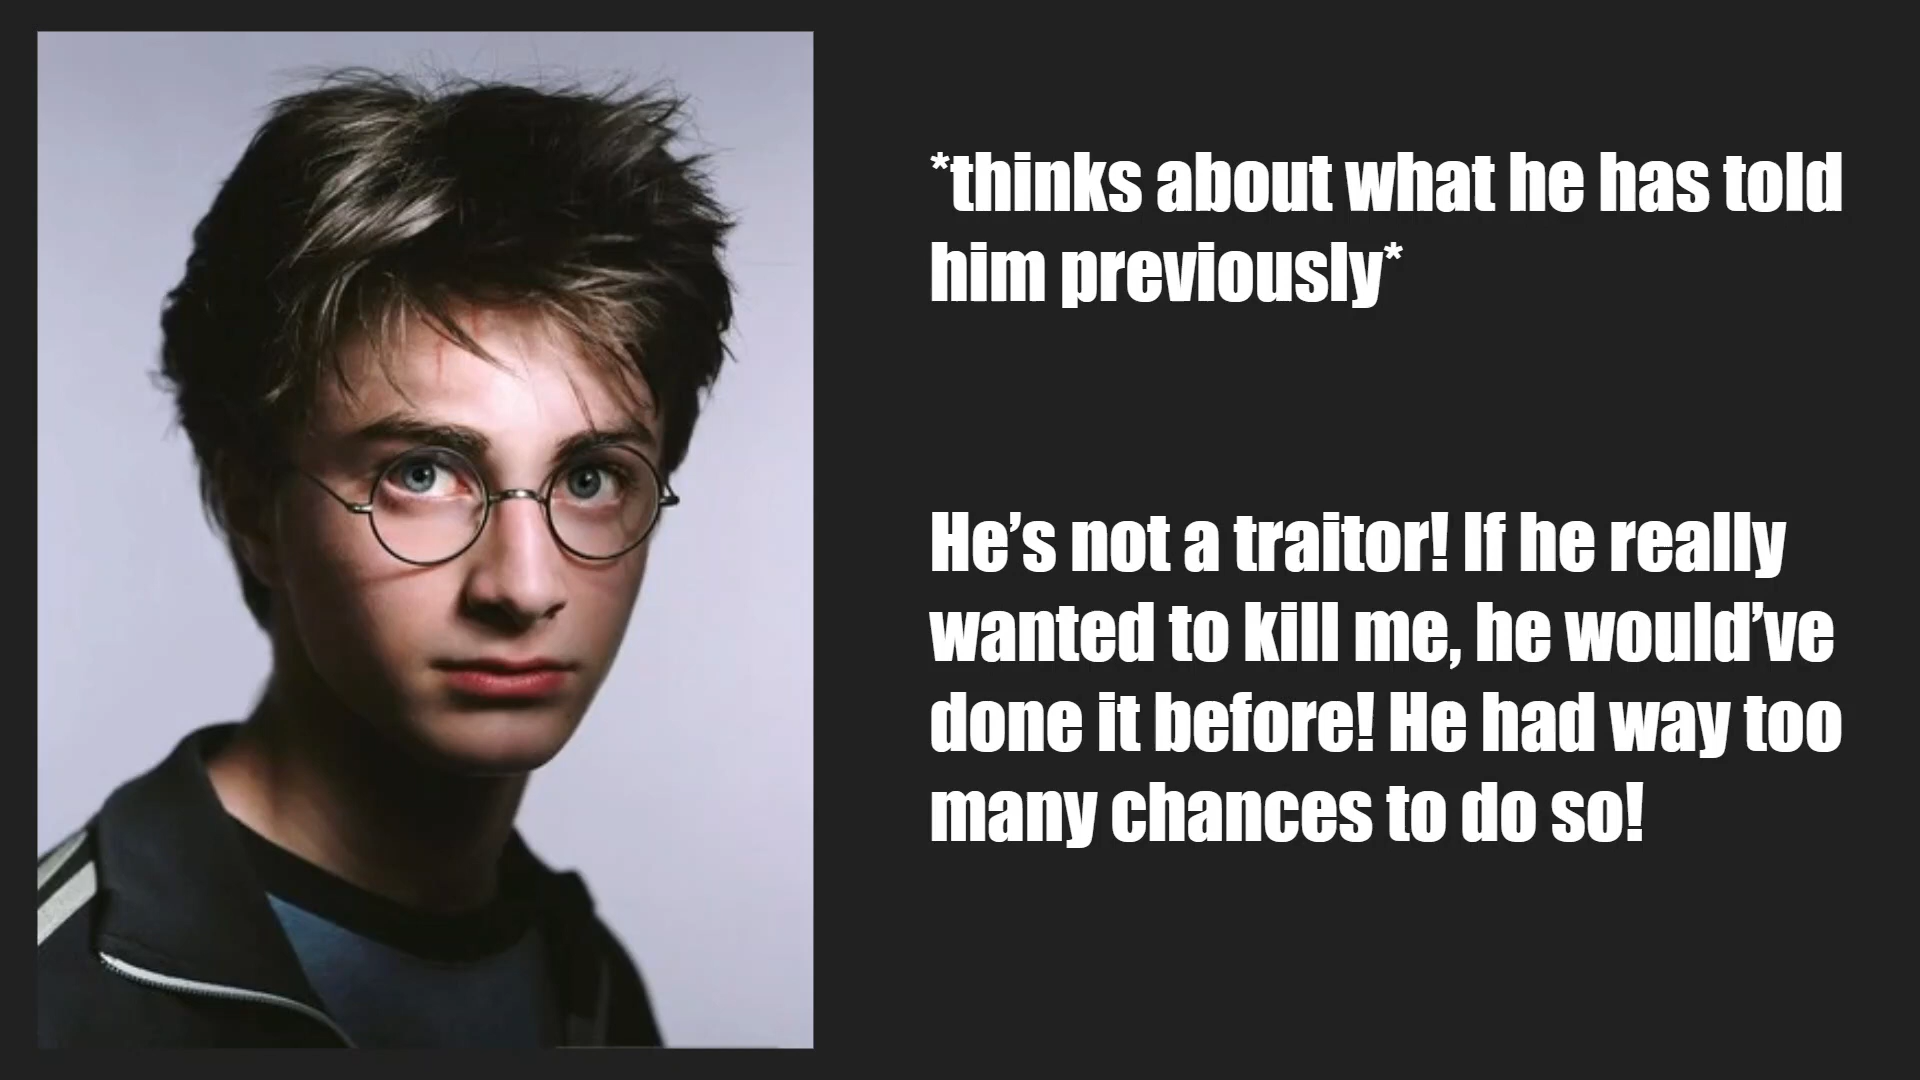 *thinks about what he has told
him previously*
He’s not a traitor! If he really
wanted to kill me, he would’ve
done it before! He had way too
many chances to do so!